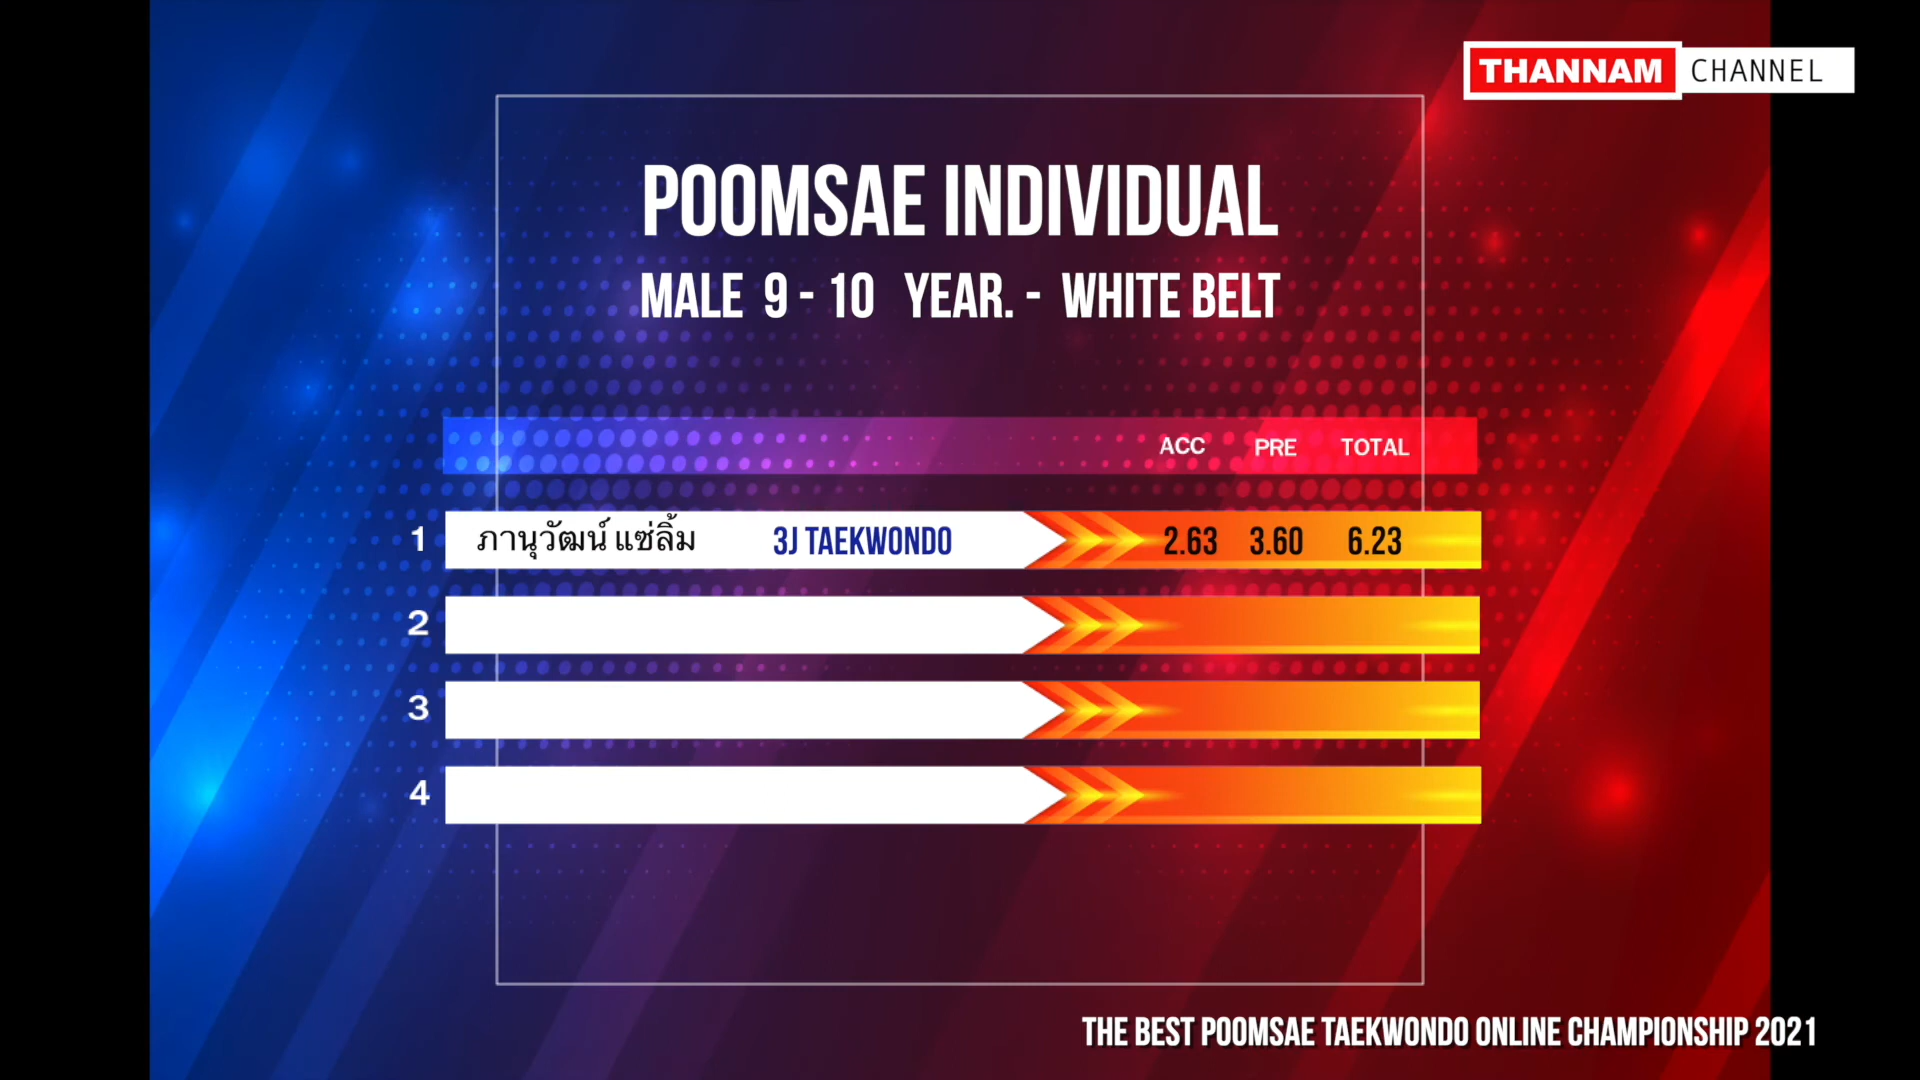 THANNAM CHANNEL
POOMSAE INDIVIDUAL
MALE 9 - 10 YEAR. - WHITE BELT
ACC PRE TOTAL
1 ภานุวัฒน์ แซ่ลิ้ม 3J TAEKWONDO 2.63 3.60 6.23
2
3
4
THE BEST POOMSAE TAEKWONDO ONLINE CHAMPIONSHIP 2021